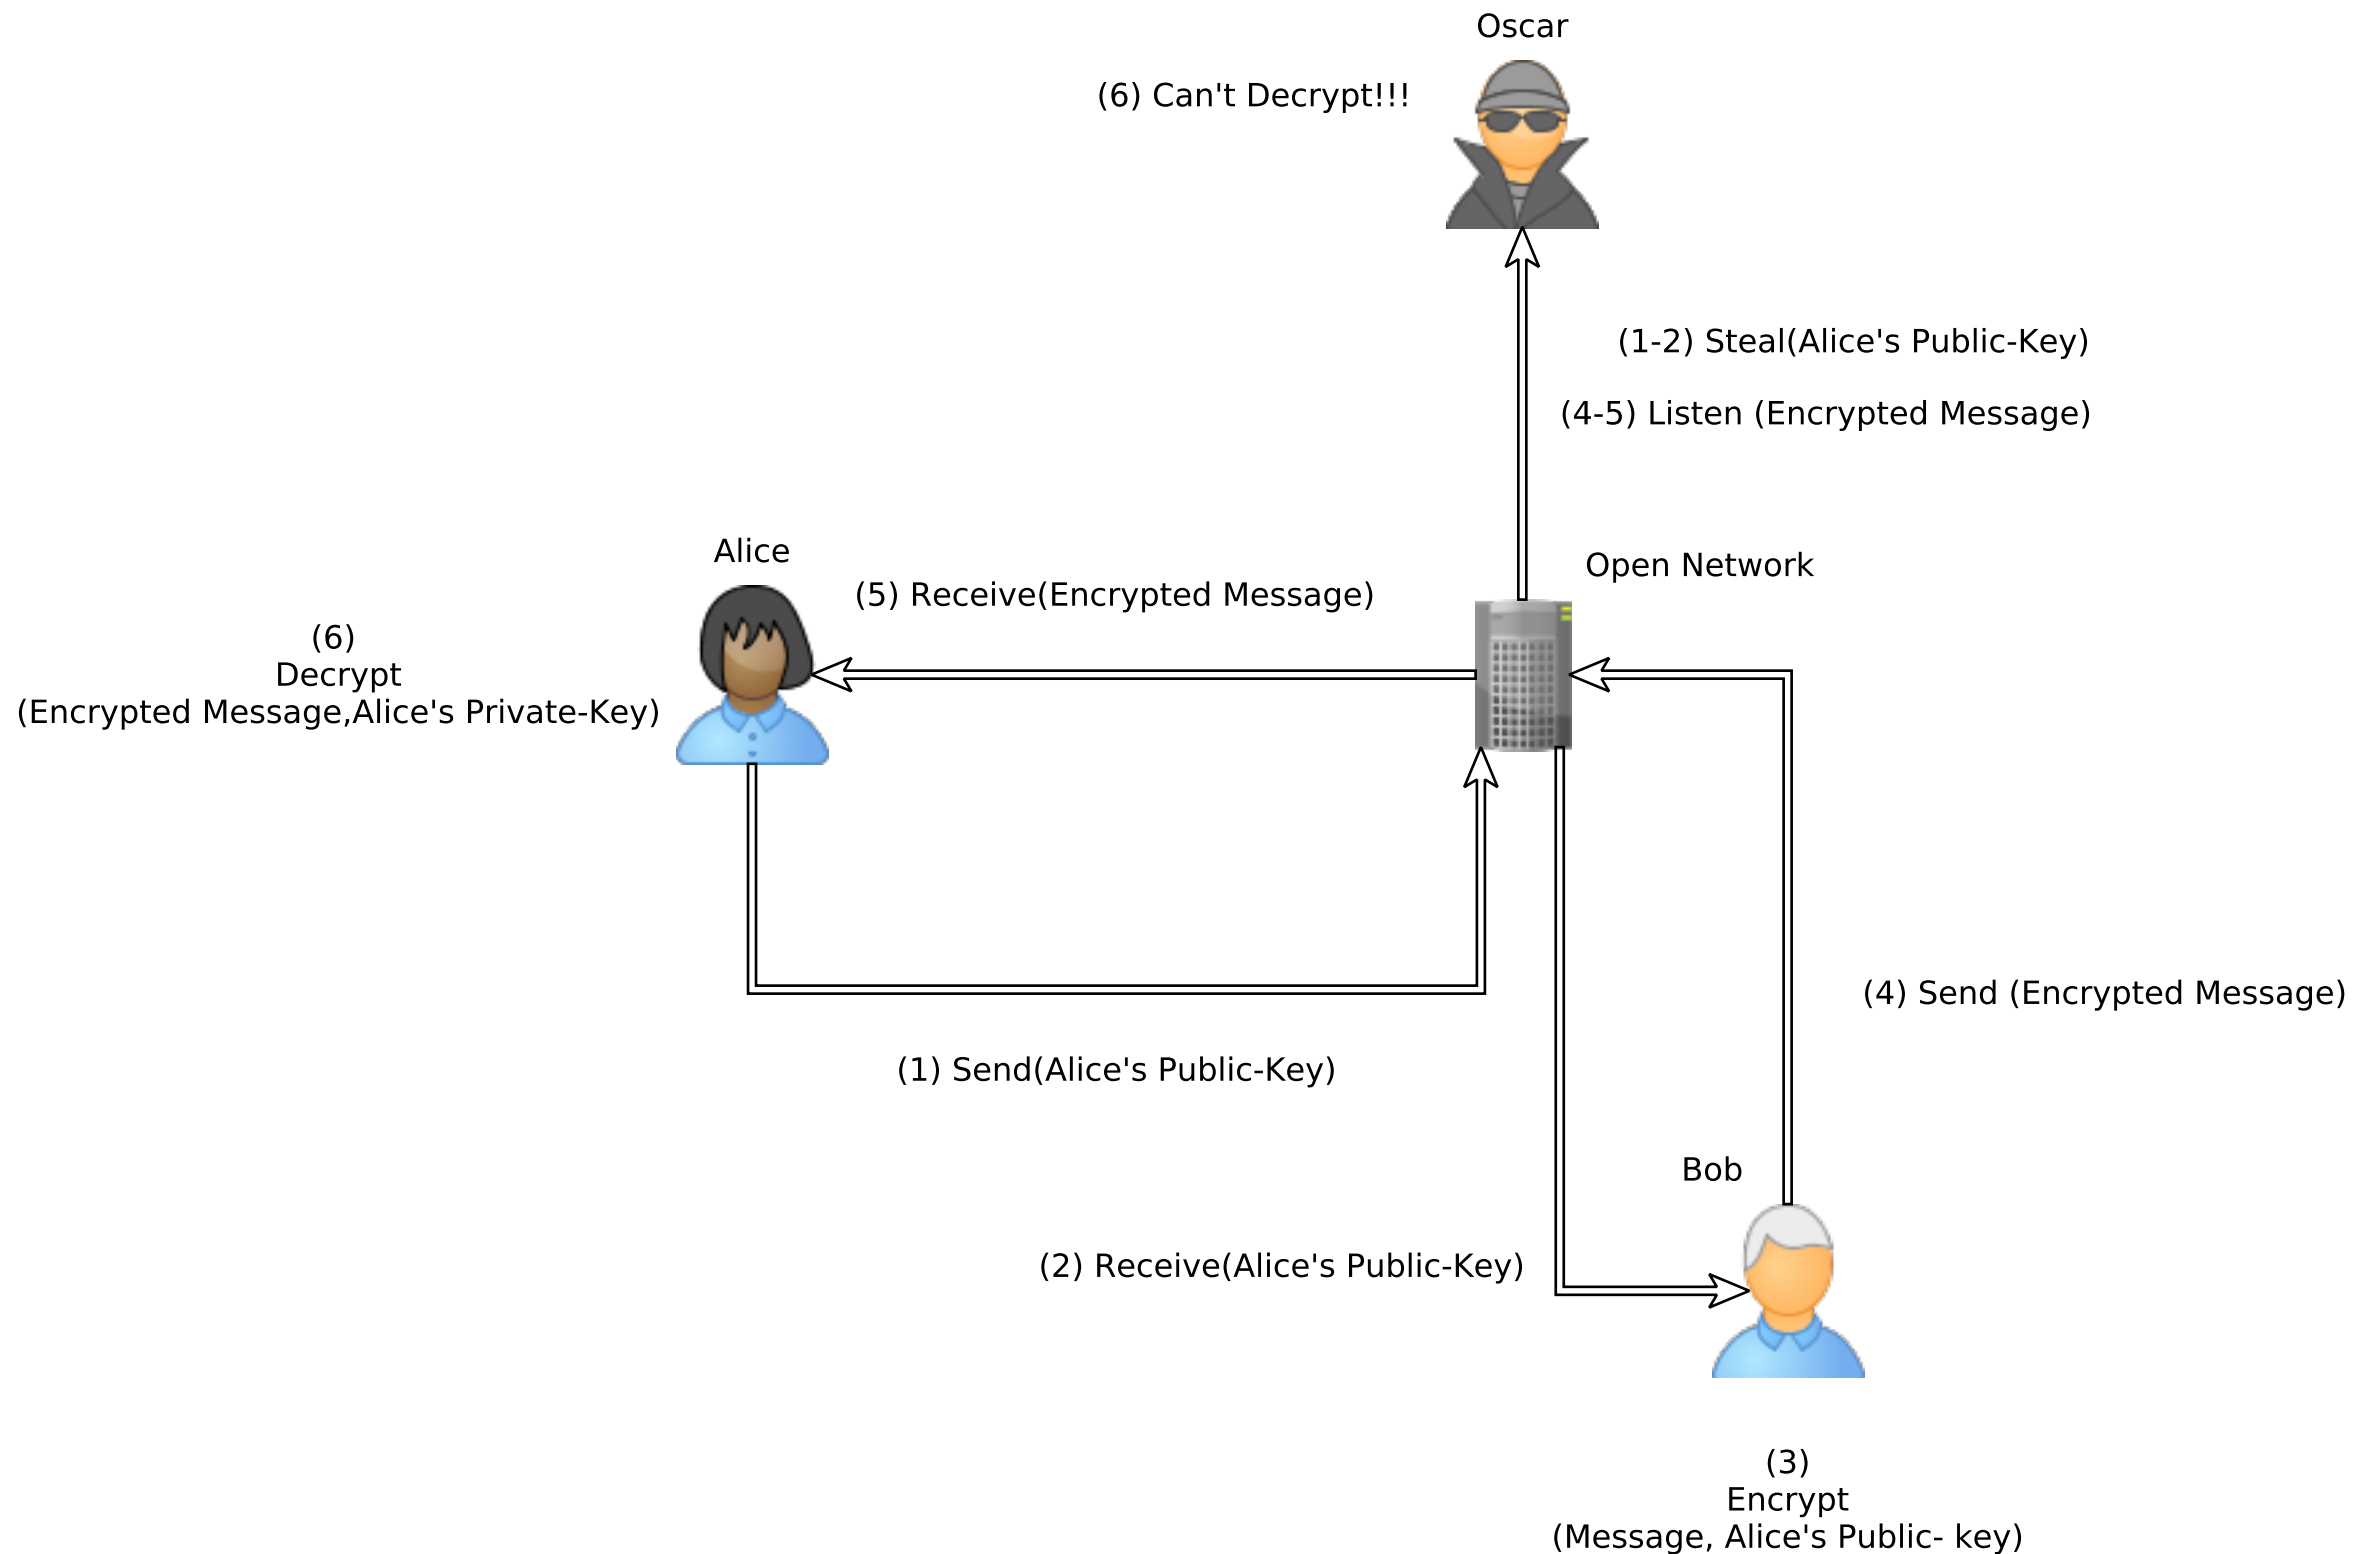 Oscar
(6) Can't Decrypt!!!
(1-2) Steal(Alice's Public-Key)
(4-5) Listen (Encrypted Message)
Alice
Open Network
(5) Receive(Encrypted Message)
(6)
Decrypt
(Encrypted Message,Alice's Private-Key)
(4) Send (Encrypted Message)
(1) Send(Alice's Public-Key)
Bob
(2) Receive(Alice's Public-Key)
(3)
Encrypt
(Message, Alice's Public- key)